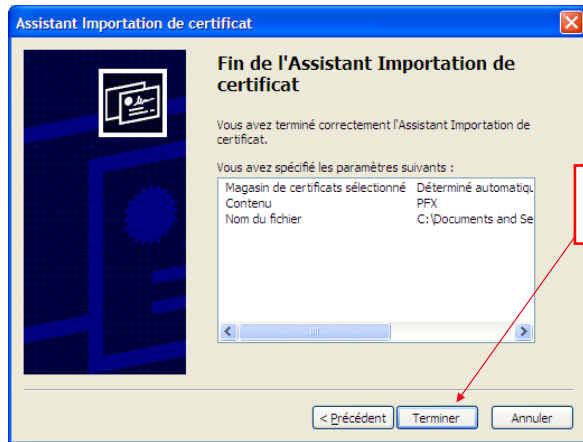 Assistant Importation de certificat
Fin de l'Assistant Importation de
certificat
Vous avez terminé correctement l'Assistant Importation de
certificat.
Vous avez spécifié les paramètres suivants :
Magasin de certificats sélectionné Déterminé automatiqu
Contenu PFX
Nom du fichier C:\Documents and Se
< Précédent Terminer Annuler